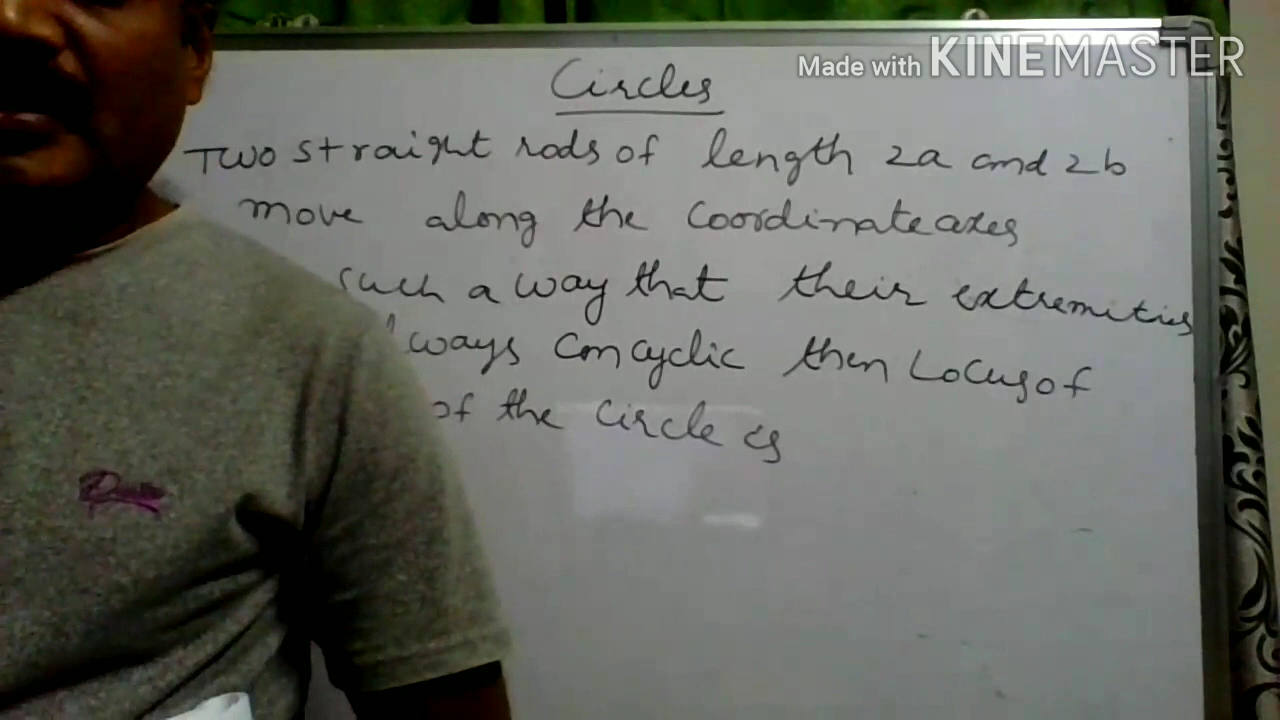 Made with KINEMASTER
Circles
Two straight rods of length 2a and 2b
move along the coordinate axes
such a way that their extremities
always concyclic then Locus of
of the circle is